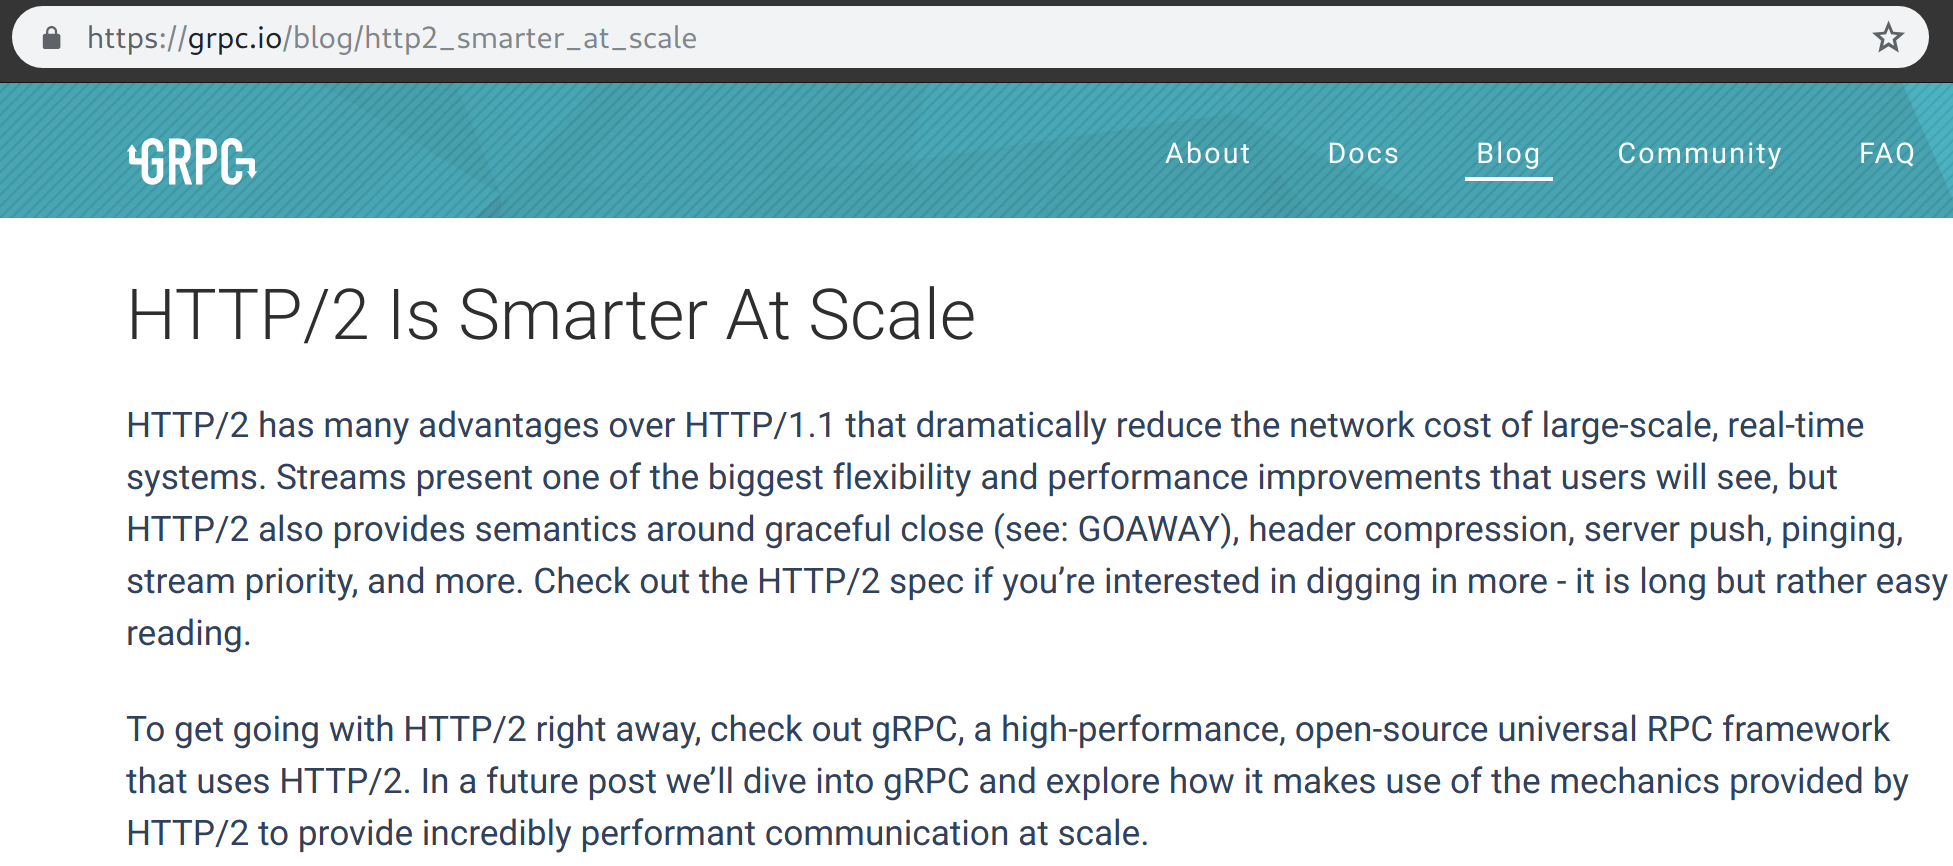 https://grpc.io/blog/http2_smarter_at_scale
GRPC
About Docs Blog Community FAQ
HTTP/2 Is Smarter At Scale
HTTP/2 has many advantages over HTTP/1.1 that dramatically reduce the network cost of large-scale, real-time
systems. Streams present one of the biggest flexibility and performance improvements that users will see, but
HTTP/2 also provides semantics around graceful close (see: GOAWAY), header compression, server push, pinging,
stream priority, and more. Check out the HTTP/2 spec if you’re interested in digging in more - it is long but rather easy
reading.
To get going with HTTP/2 right away, check out gRPC, a high-performance, open-source universal RPC framework
that uses HTTP/2. In a future post we’ll dive into gRPC and explore how it makes use of the mechanics provided by
HTTP/2 to provide incredibly performant communication at scale.